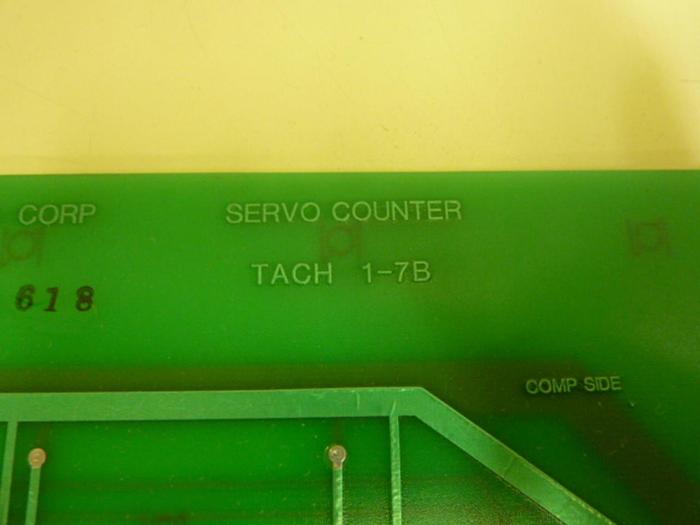 CORP SERVO COUNTER
TACH 1-7B
618
COMP SIDE